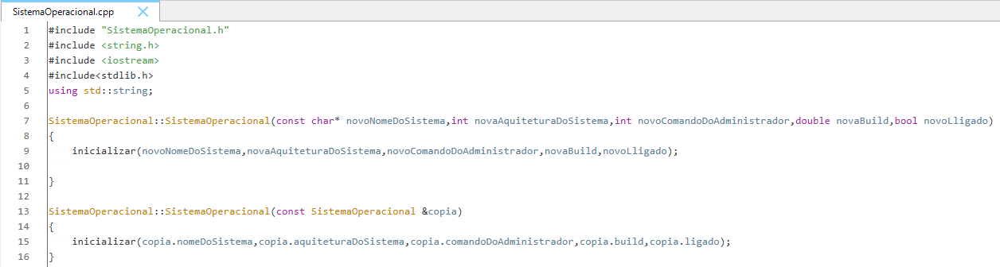 SistemaOperacional.cpp
1 #include "SistemaOperacional.h"
2 #include <string.h>
3 #include <iostream>
4 #include<stdlib.h>
5 using std::string;
6
7 SistemaOperacional::SistemaOperacional(const char* novoNomeDoSistema,int novaAquiteturaDoSistema,int novoComandoDoAdministrador,double novaBuild,bool novoLligado)
8 {
9     inicializar(novoNomeDoSistema,novaAquiteturaDoSistema,novoComandoDoAdministrador,novaBuild,novoLligado);
10
11 }
12
13 SistemaOperacional::SistemaOperacional(const SistemaOperacional &copia)
14 {
15     inicializar(copia.nomeDoSistema,copia.aquiteturaDoSistema,copia.comandoDoAdministrador,copia.build,copia.ligado);
16 }